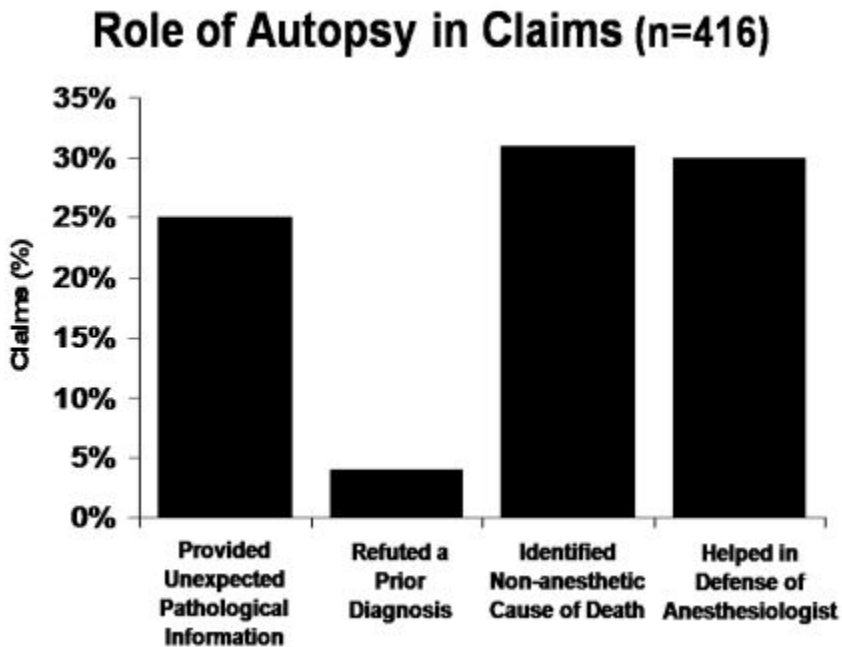 Role of Autopsy in Claims (n=416)
35%
30%
25%
20%
15%
10%
5%
0%
Claims (%)
Provided
Unexpected
Pathological
Information
Refuted a
Prior
Diagnosis
Identified
Non-anesthetic
Cause of Death
Helped in
Defense of
Anesthesiologist